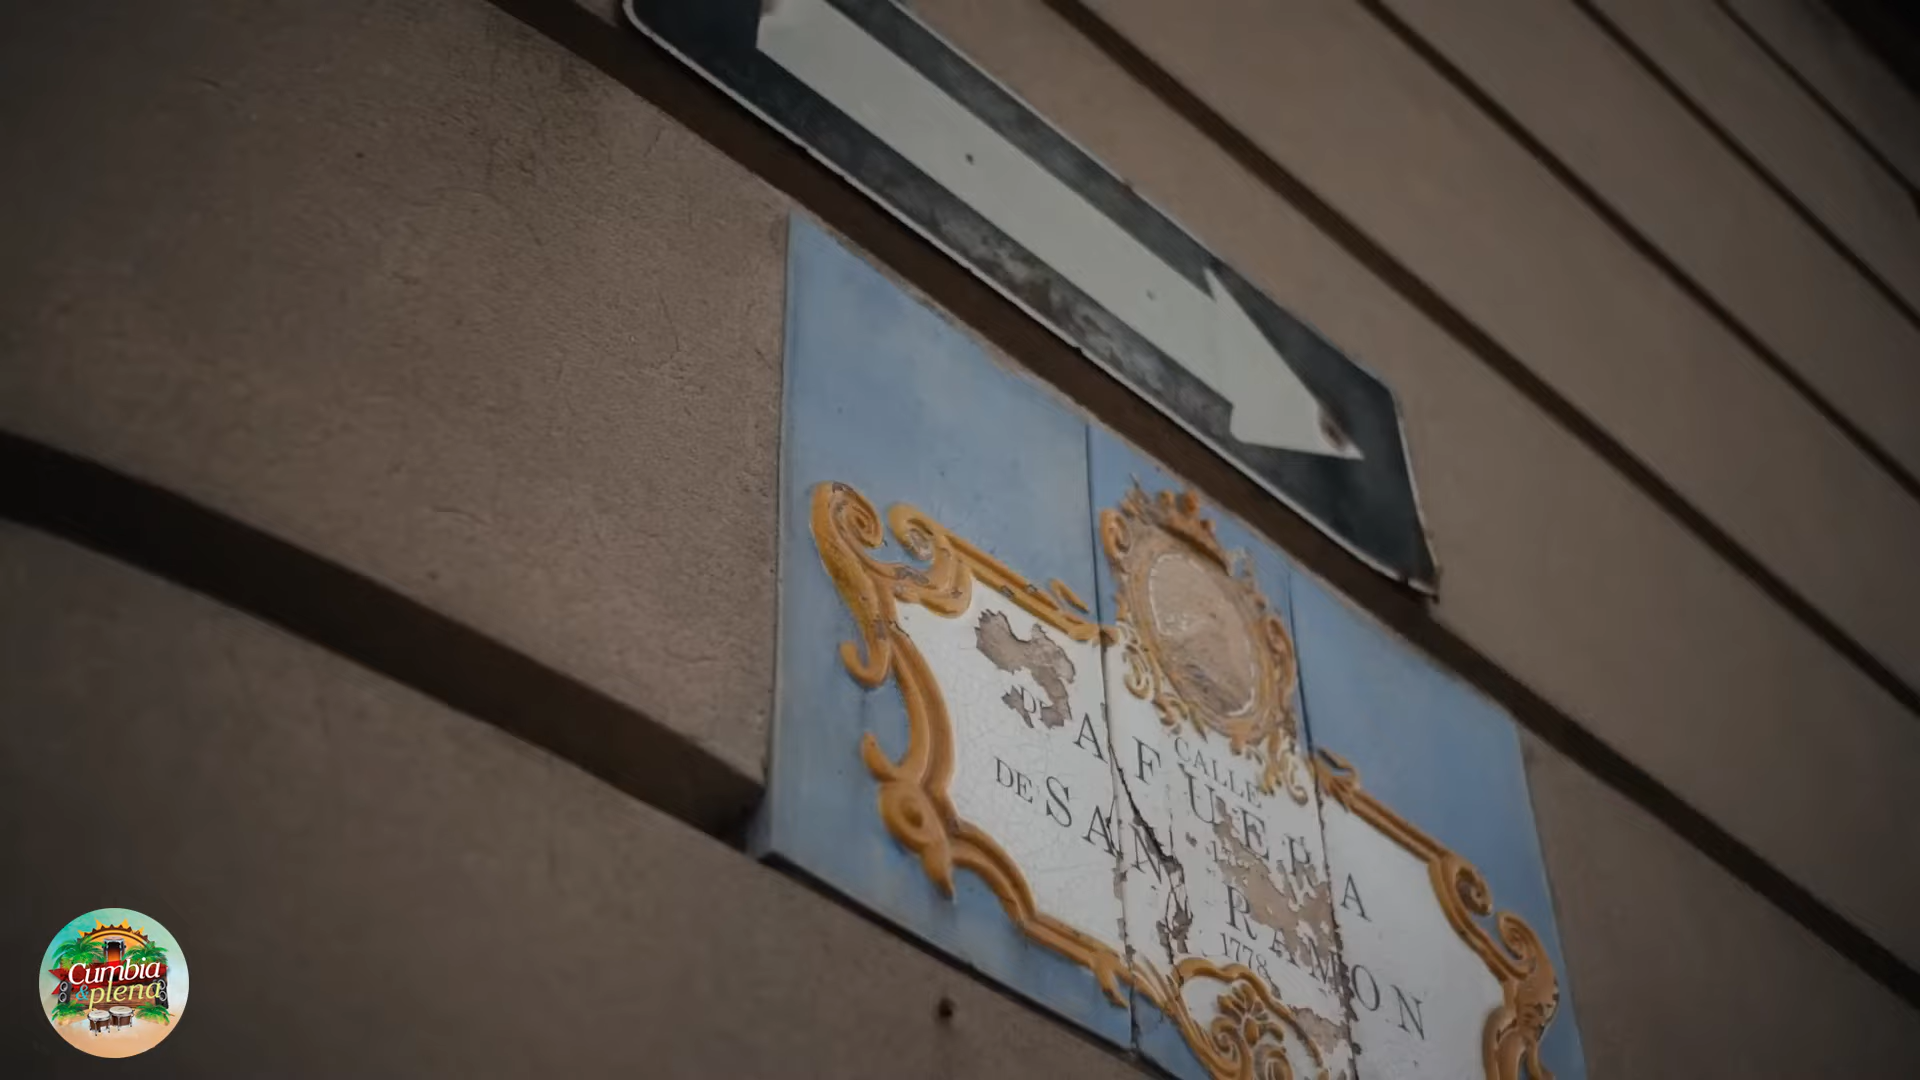 CALLE
DE AFUERA
DE SAN RAMON
1778
Cumbia
&plena